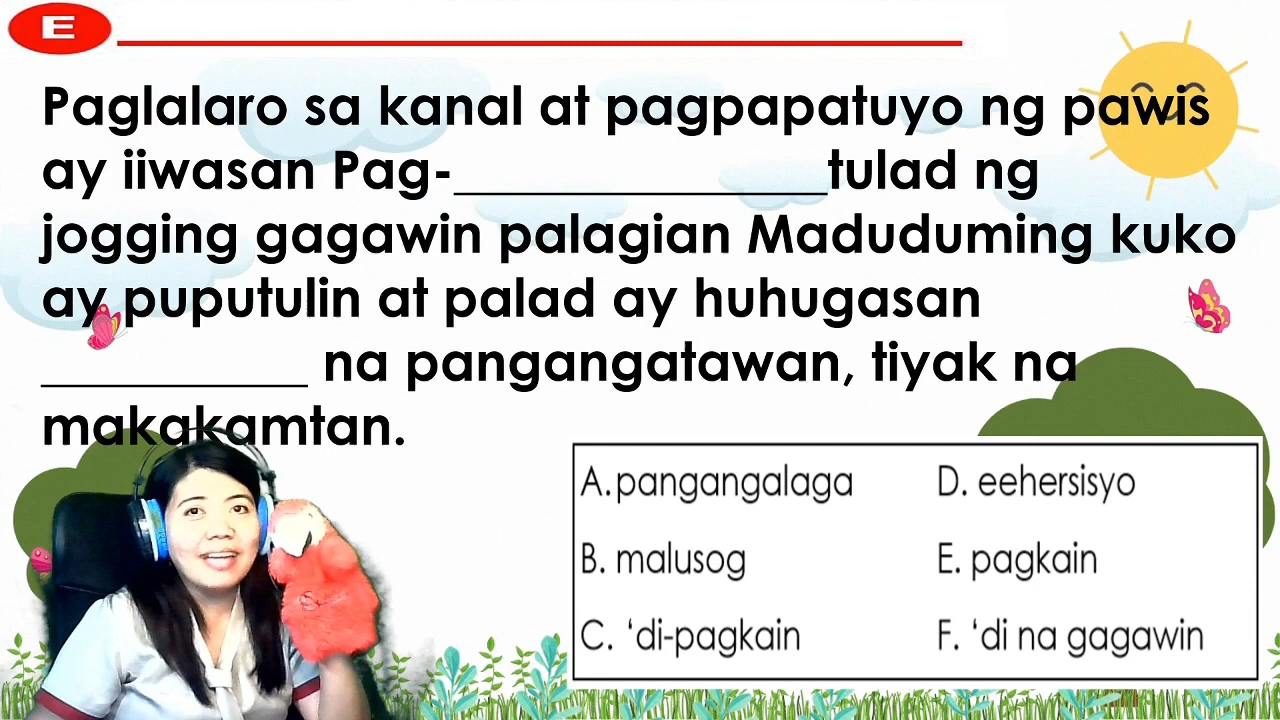 E
Paglalaro sa kanal at pagpapatuyo ng pawis
ay iiwasan Pag-______________tulad ng
jogging gagawin palagian Maduduming kuko
ay puputulin at palad ay huhugasan
__________ na pangangatawan, tiyak na
makakamtan.
A. pangangalaga
B. malusog
C. ‘di-pagkain
D. eehersisyo
E. pagkain
F. ‘di na gagawin